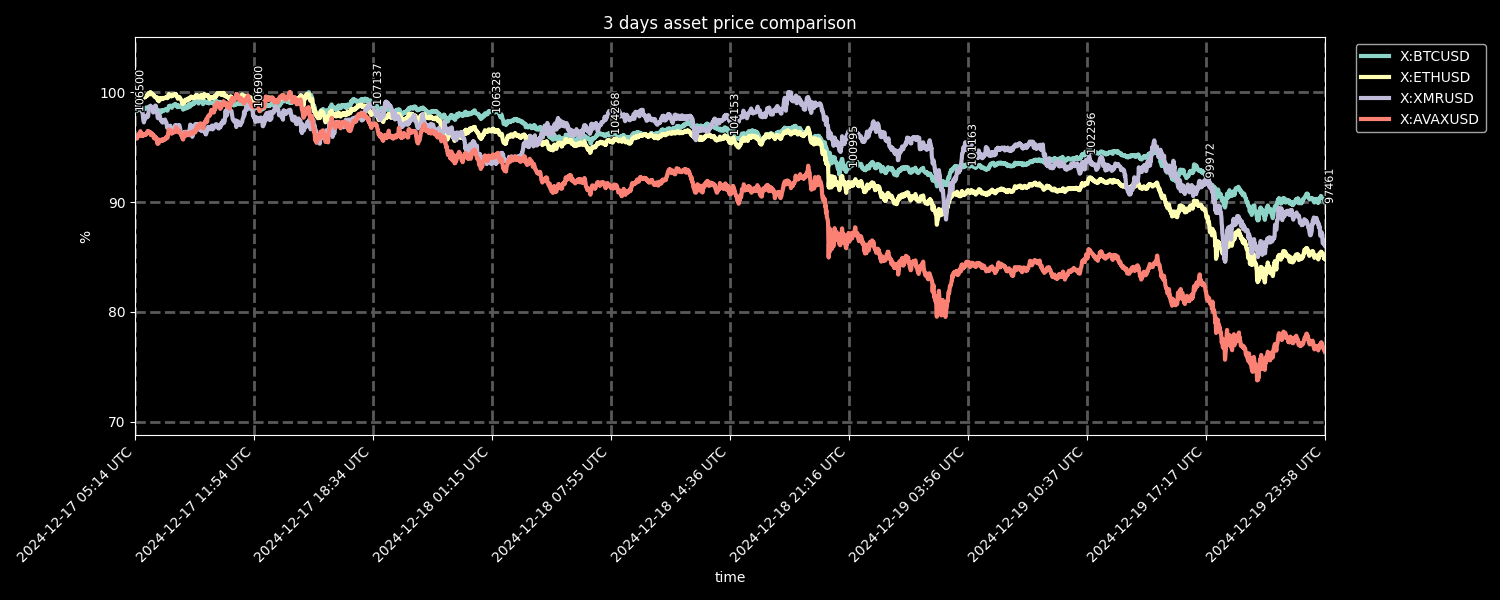 3 days asset price comparison
X:BTCUSD
X:ETHUSD
X:XMRUSD
X:AVAXUSD
100
90
80
70
%
106500
106900
107137
106328
104268
104153
100995
101163
102296
99972
97461
2024-12-17 05:14 UTC
2024-12-17 11:54 UTC
2024-12-17 18:34 UTC
2024-12-18 01:15 UTC
2024-12-18 07:55 UTC
2024-12-18 14:36 UTC
2024-12-18 21:16 UTC
2024-12-19 03:56 UTC
2024-12-19 10:37 UTC
2024-12-19 17:17 UTC
2024-12-19 23:58 UTC
time